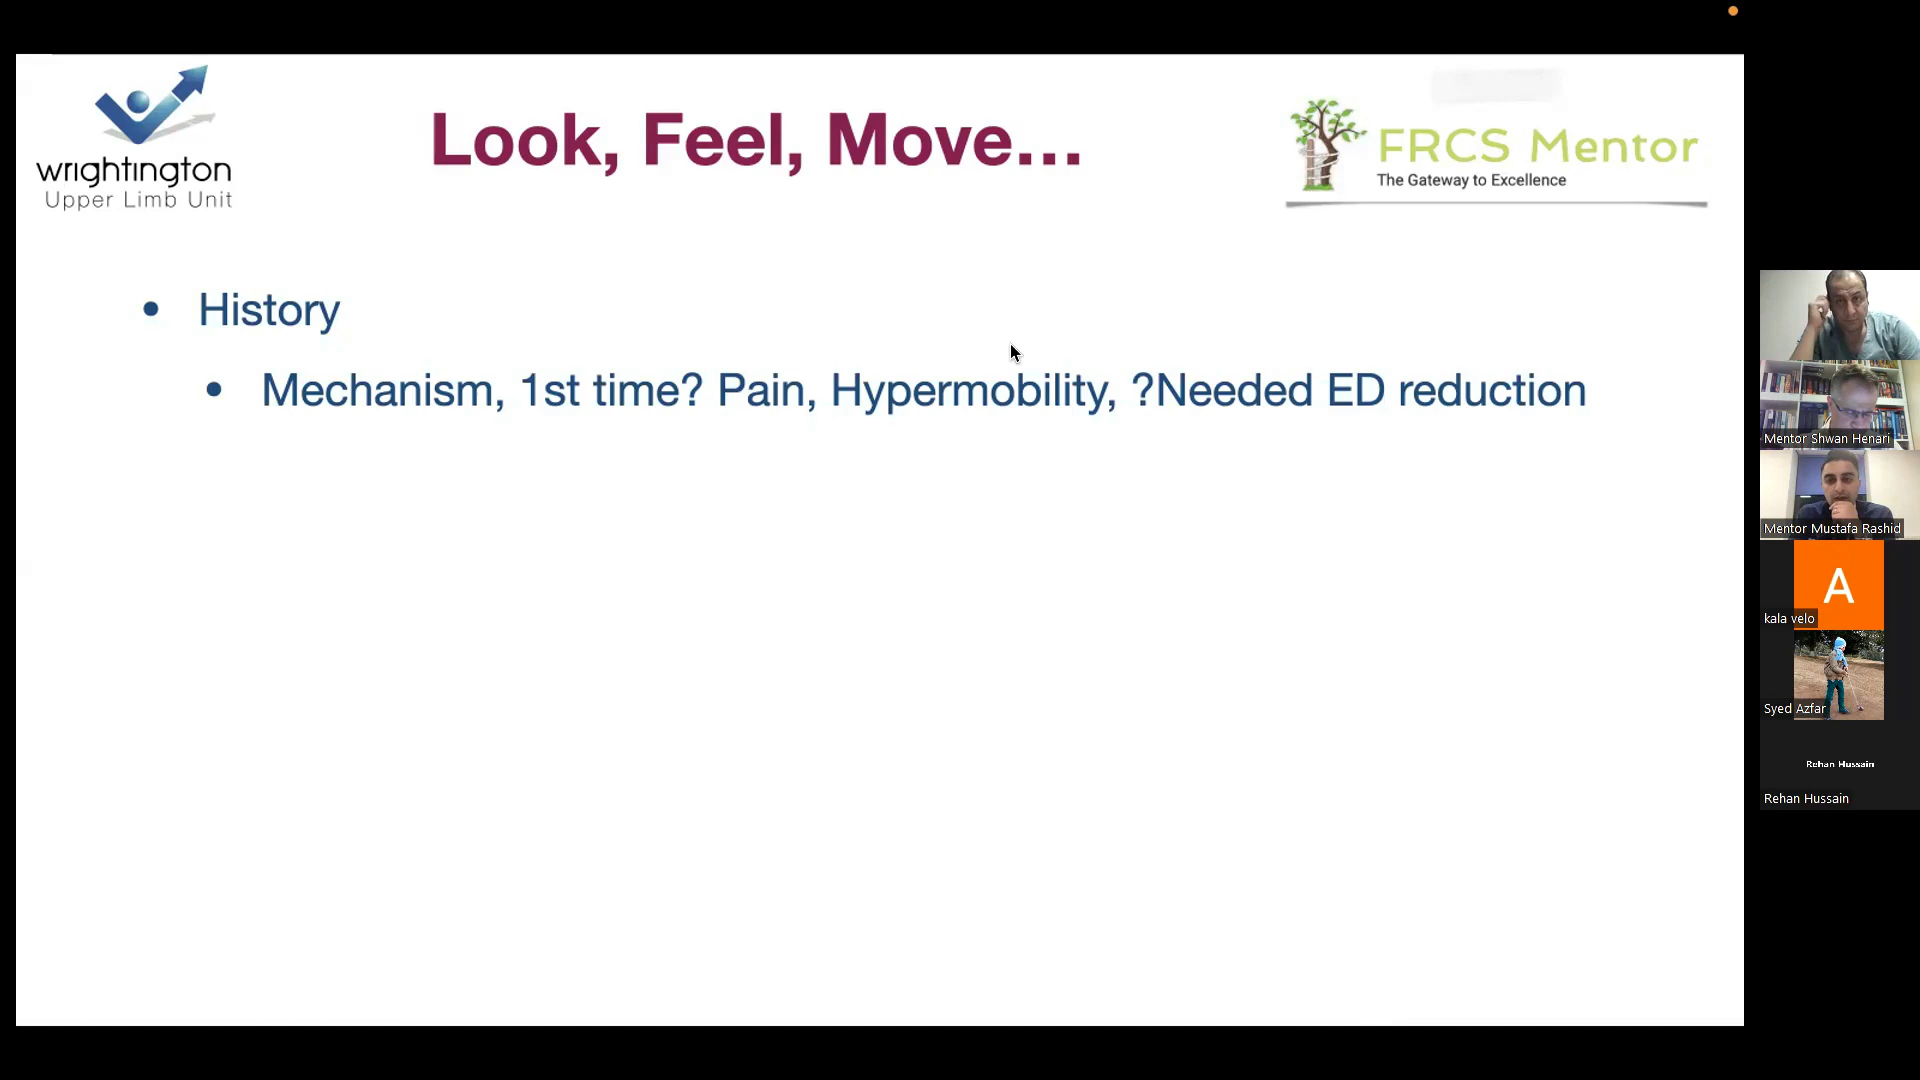 wrightington
Upper Limb Unit
Look, Feel, Move...
FRCS Mentor
The Gateway to Excellence
• History
• Mechanism, 1st time? Pain, Hypermobility, ?Needed ED reduction
Mentor Shwan Henari
Mentor Mustafa Rashid
A
kala velo
Syed Azfar
Rehan Hussain
Rehan Hussain